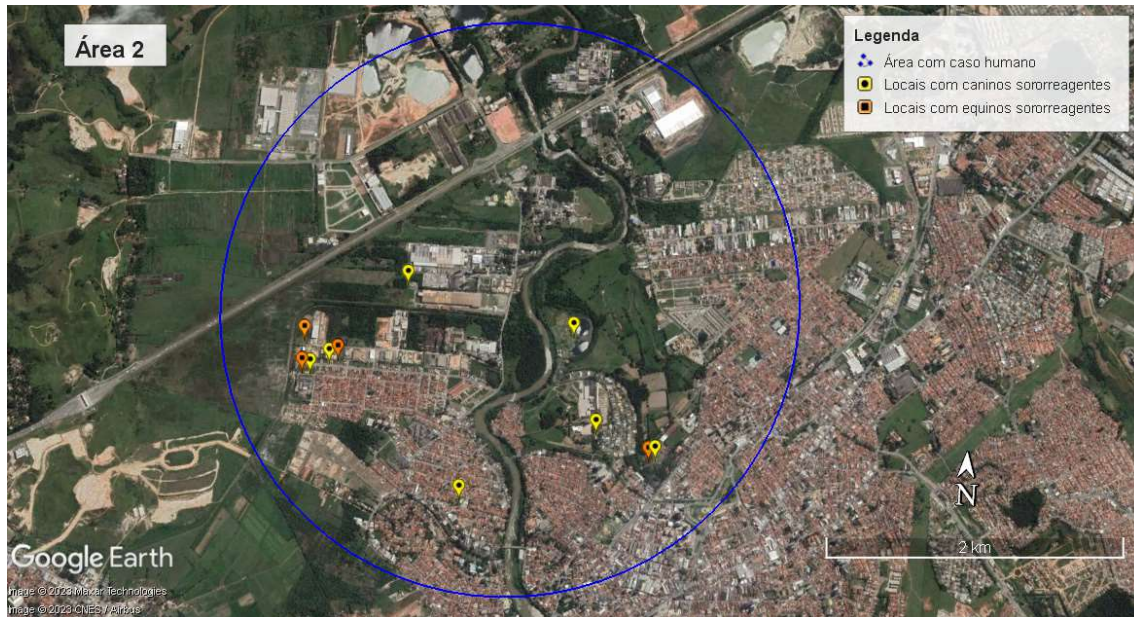 Área 2
Legenda
Área com caso humano
Locais com caninos sororreagentes
Locais com equinos sororreagentes
N
2 km
Google Earth
Image © 2023 Maxar Technologies
Image © 2023 CNES / Airbus